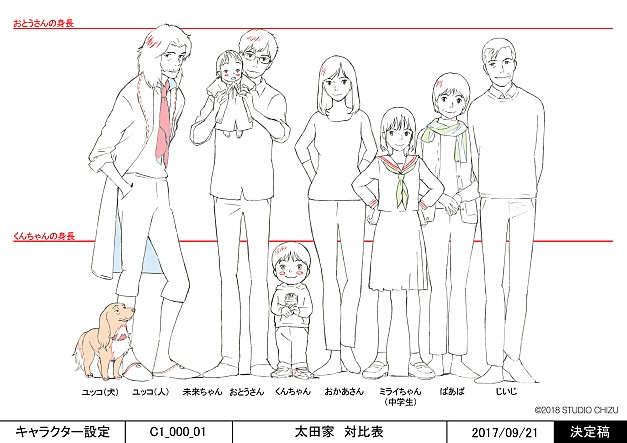 おとうさんの身長
くんちゃんの身長
ユッコ(犬)
ユッコ(人)
未来ちゃん
おとうさん
くんちゃん
おかあさん
ミライちゃん
(中学生)
ばあば
じいじ
©2018 STUDIO CHIZU
キャラクター設定
C1_000_01
太田家 対比表
2017/09/21
決定稿